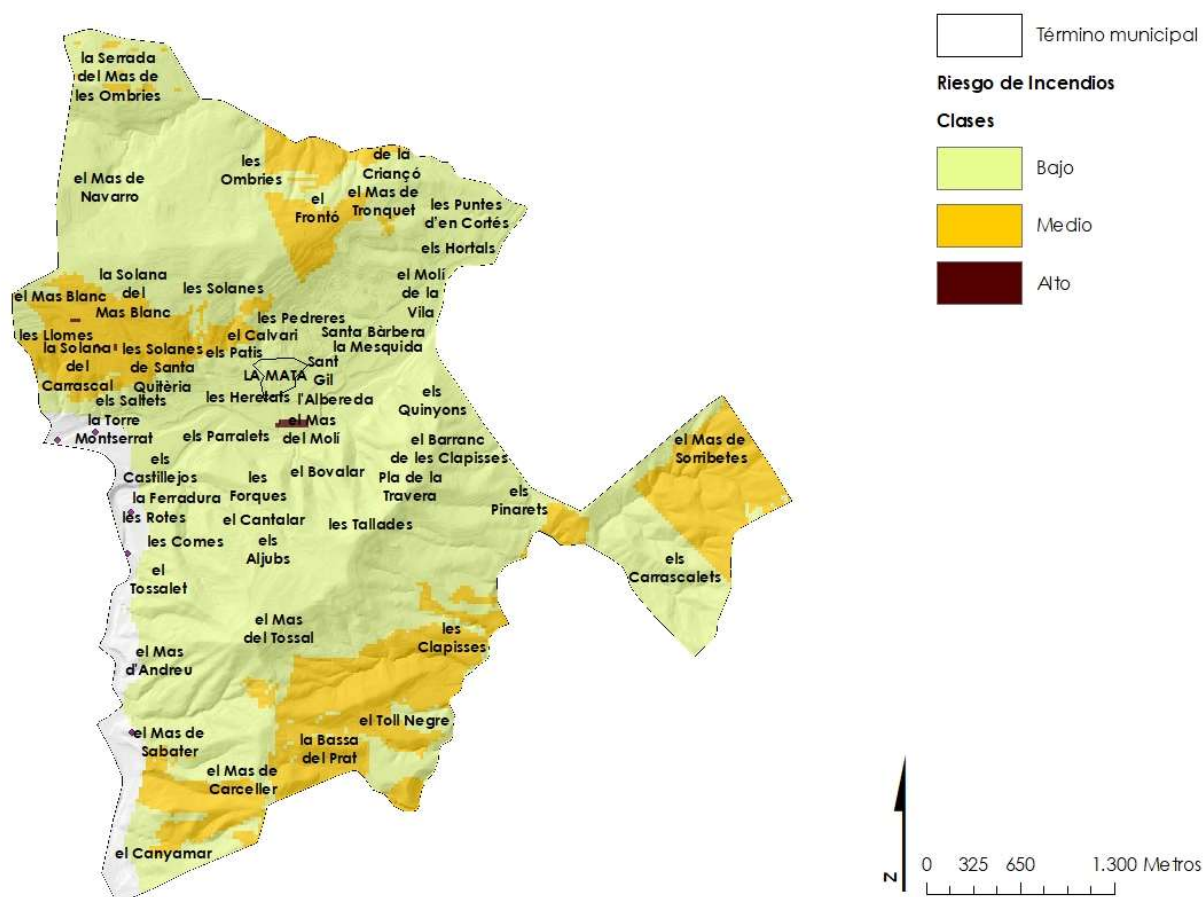 Término municipal
Riesgo de Incendios
Clases
Bajo
Medio
Alto
la Serrada
del Mas de
les Ombries
el Mas de
Navarro
les
Ombries
de la
Criançó
el Mas de
Tronquet
el
Frontó
les Puntes
d'en Cortés
els Hortals
la Solana
del
Mas Blanc
el Mas Blanc
les Solanes
el Molí
de la
Vila
les Pedreres
les Llomes
el Calvari
Santa Bàrbera
la Mesquida
la Solana
del
Carrascal
les Solanes
de Santa
Quitèria
els Patis
Sant
Gil
LA MATA
els Saltets
les Heretats
l'Albereda
els
Quinyons
la Torre
Montserrat
els Parralets
el Mas
del Molí
el Barranc
de les Clapisses
el Mas de
Sorribetes
els
Castillejos
les
Forques
el Bovalar
Pla de la
Travera
els
Pinarets
la Ferradura
les Rotes
el Cantalar
les Tallades
les Comes
els
Aljubs
els
Carrascalets
el
Tossalet
el Mas
del Tossal
les
Clapisses
el Mas
d'Andreu
el Toll Negre
el Mas de
Sabater
la Bassa
del Prat
el Mas de
Carceller
el Canyamar
N
0 325 650 1.300 Metros